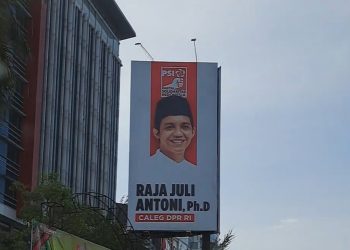 PSI
RAJA JULI
ANTONI, Ph.D
CALEG DPR RI